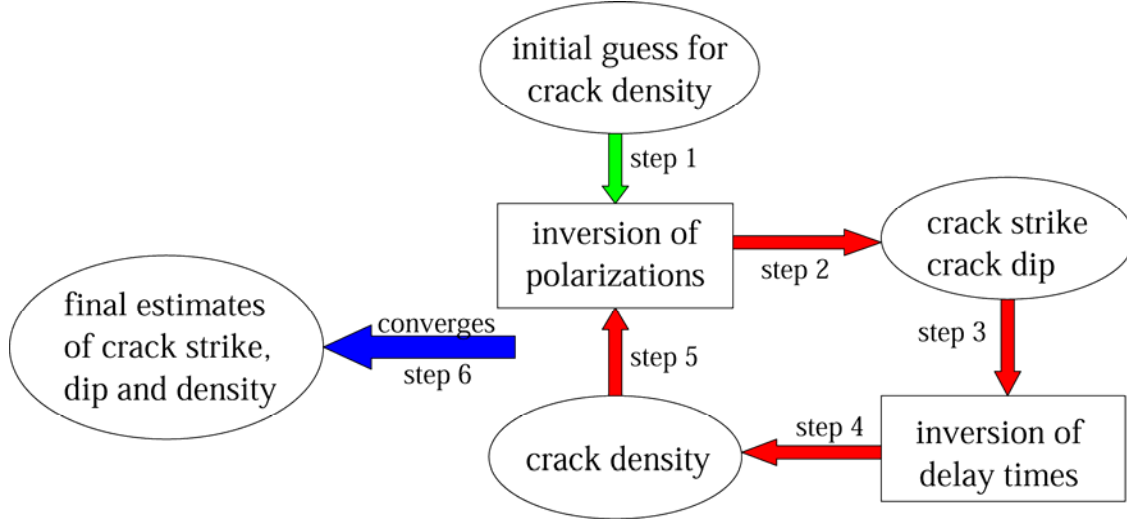 initial guess for
crack density
step 1
inversion of
polarizations
step 2
crack strike
crack dip
step 3
inversion of
delay times
step 4
crack density
step 5
converges
step 6
final estimates
of crack strike,
dip and density